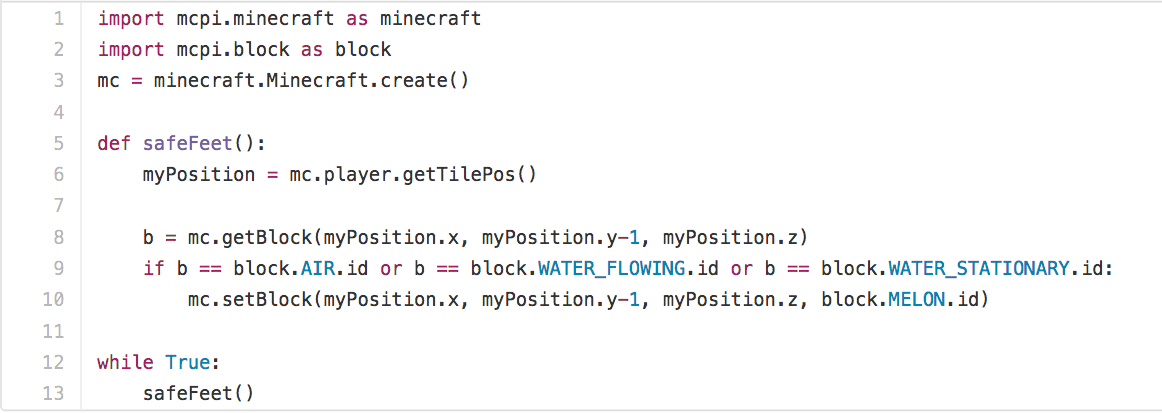 1 import mcpi.minecraft as minecraft
2 import mcpi.block as block
3 mc = minecraft.Minecraft.create()
4
5 def safeFeet():
6     myPosition = mc.player.getTilePos()
7
8     b = mc.getBlock(myPosition.x, myPosition.y-1, myPosition.z)
9     if b == block.AIR.id or b == block.WATER_FLOWING.id or b == block.WATER_STATIONARY.id:
10         mc.setBlock(myPosition.x, myPosition.y-1, myPosition.z, block.MELON.id)
11
12 while True:
13     safeFeet()